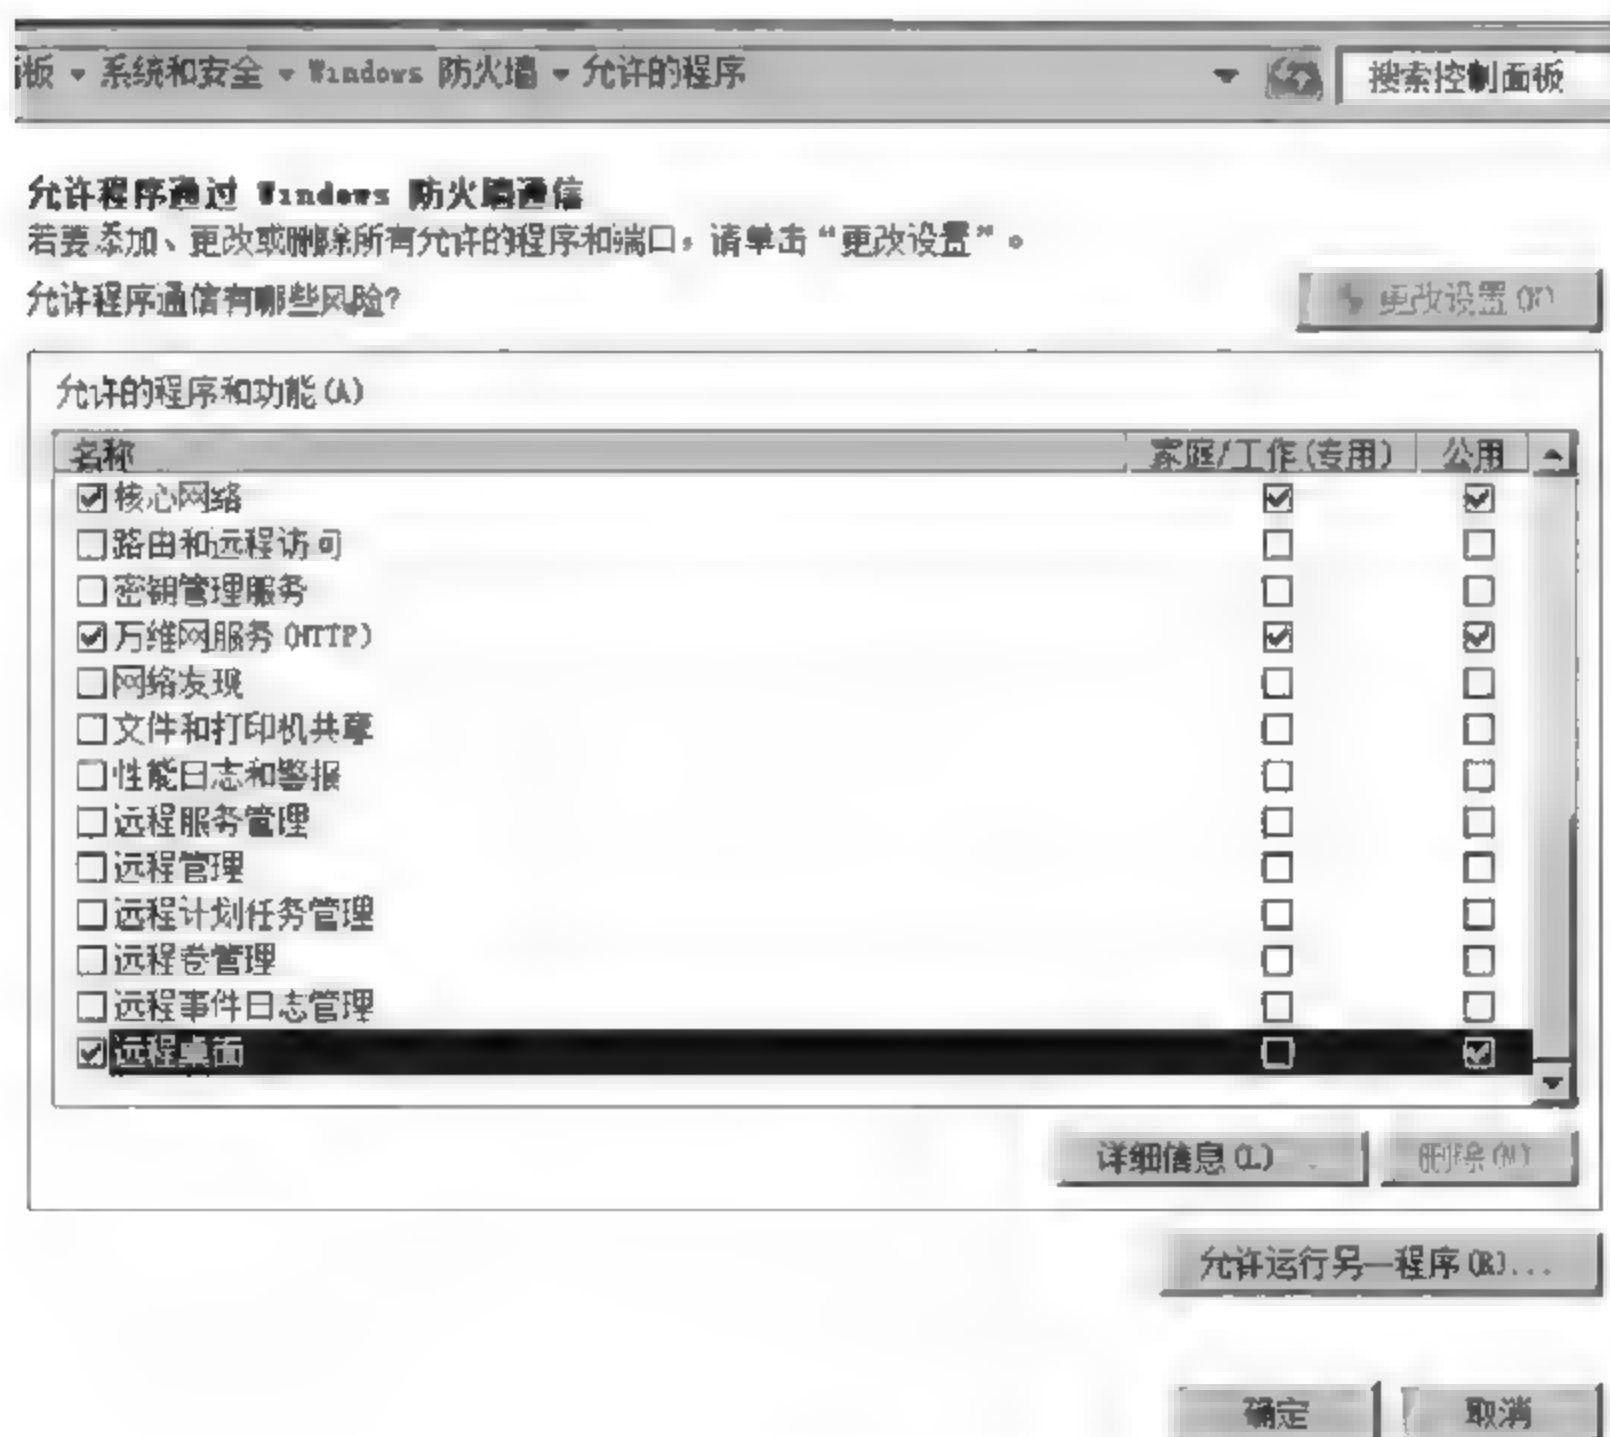 板 系统和安全 Windows 防火墙 允许的程序 搜索控制面板
允许程序通过 Windows 防火墙通信
若要添加、更改或删除所有允许的程序和端口，请单击“更改设置”。
允许程序通信有哪些风险?
更改设置(N)
允许的程序和功能(A)
名称 家庭/工作(专用) 公用
核心网络
路由和远程访问
密钥管理服务
万维网服务(HTTP)
网络发现
文件和打印机共享
性能日志和警报
远程服务管理
远程管理
远程计划任务管理
远程卷管理
远程事件日志管理
远程桌面
详细信息(L)
删除(M)
允许运行另一程序(R)...
确定 取消